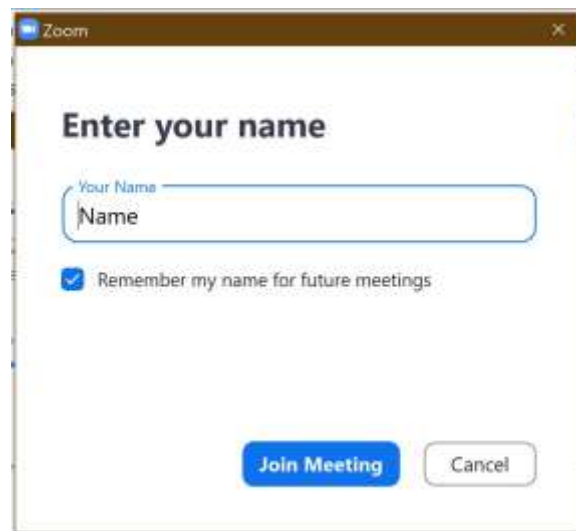 Zoom
Enter your name
Your Name
Name
Remember my name for future meetings
Join Meeting
Cancel